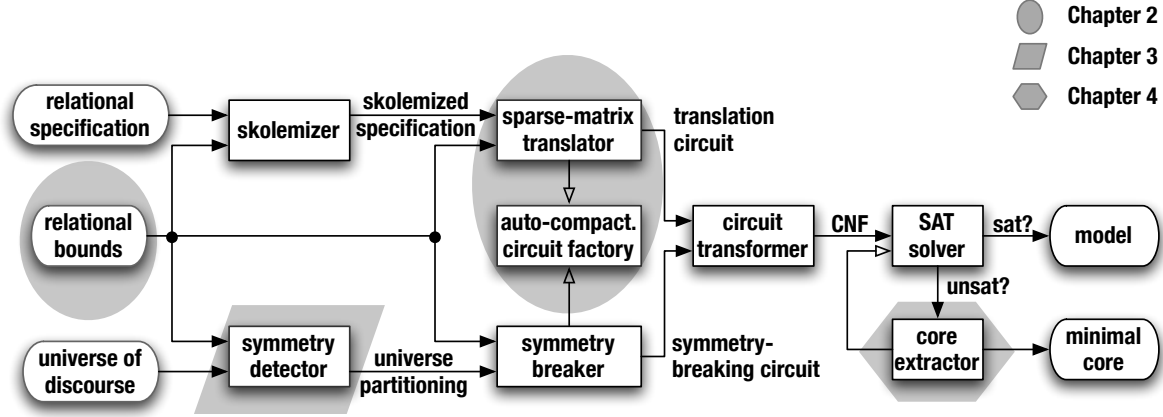 Chapter 2
Chapter 3
Chapter 4
relational
specification
skolemizer
skolemized
specification
sparse-matrix
translator
translation
circuit
relational
bounds
auto-compact.
circuit factory
circuit
transformer
CNF
SAT
solver
sat?
model
unsat?
universe of
discourse
symmetry
detector
universe
partitioning
symmetry
breaker
symmetry-
breaking circuit
core
extractor
minimal
core